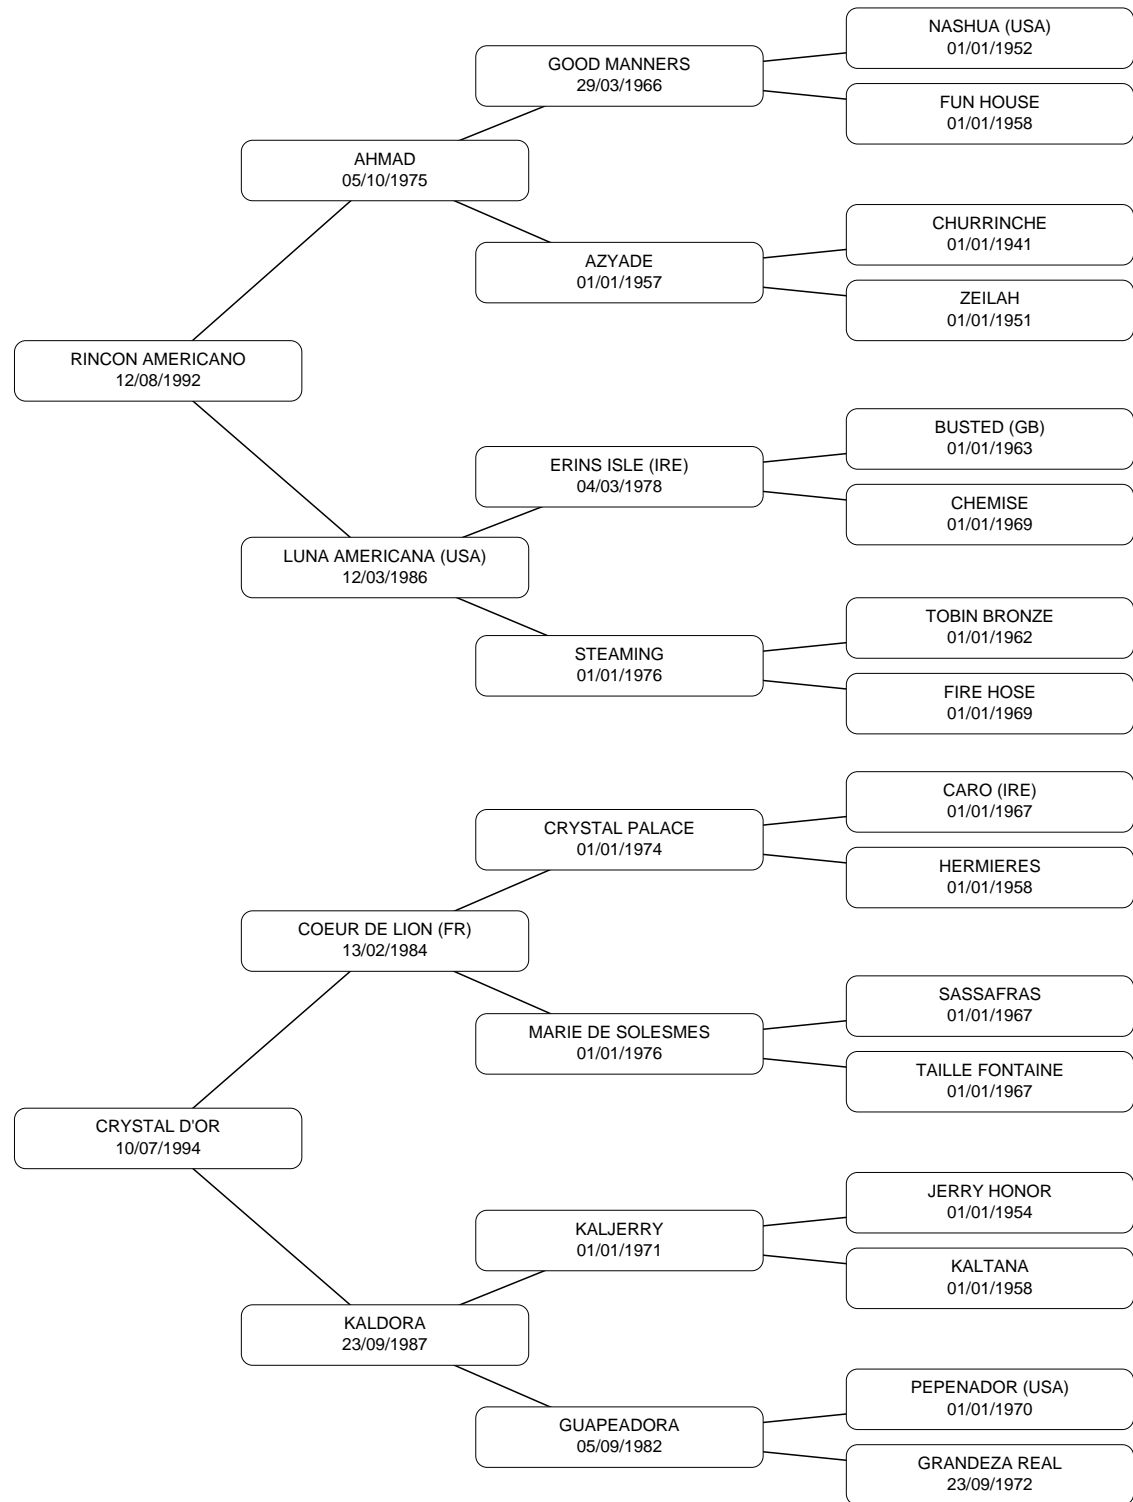 NASHUA (USA)
01/01/1952
GOOD MANNERS
29/03/1966
FUN HOUSE
01/01/1958
AHMAD
05/10/1975
CHURRINCHE
01/01/1941
AZYADE
01/01/1957
ZEILAH
01/01/1951
RINCON AMERICANO
12/08/1992
BUSTED (GB)
01/01/1963
ERINS ISLE (IRE)
04/03/1978
CHEMISE
01/01/1969
LUNA AMERICANA (USA)
12/03/1986
TOBIN BRONZE
01/01/1962
STEAMING
01/01/1976
FIRE HOSE
01/01/1969
CARO (IRE)
01/01/1967
CRYSTAL PALACE
01/01/1974
HERMIERES
01/01/1958
COEUR DE LION (FR)
13/02/1984
SASSAFRAS
01/01/1967
MARIE DE SOLESMES
01/01/1976
TAILLE FONTAINE
01/01/1967
CRYSTAL D'OR
10/07/1994
JERRY HONOR
01/01/1954
KALJERRY
01/01/1971
KALTANA
01/01/1958
KALDORA
23/09/1987
PEPENADOR (USA)
01/01/1970
GUAPEADORA
05/09/1982
GRANDEZA REAL
23/09/1972